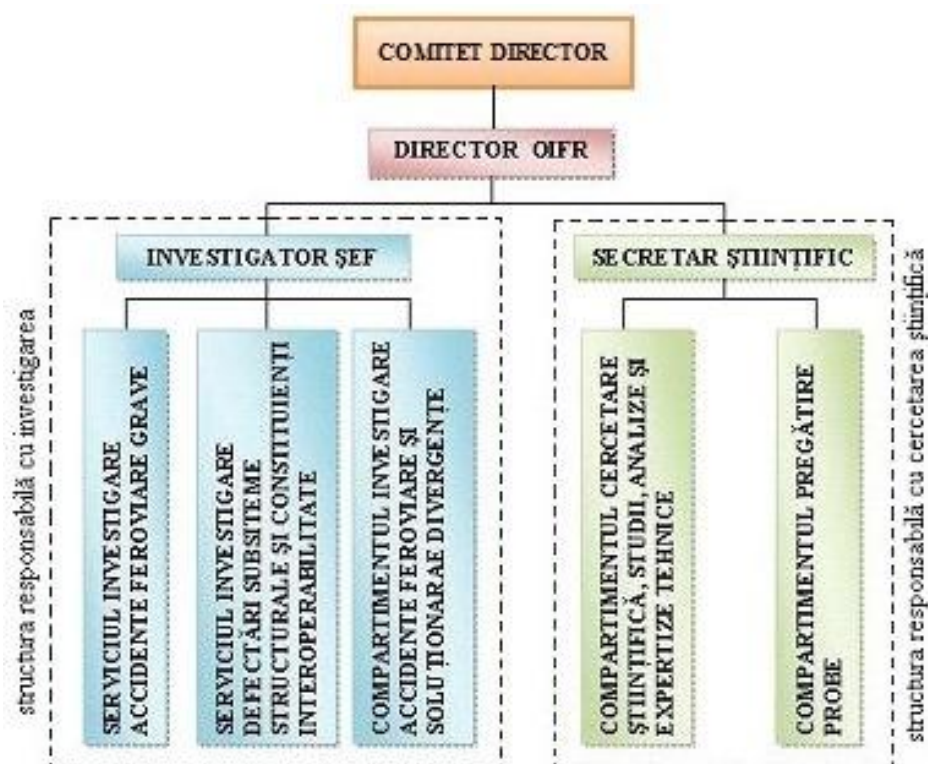 COMITET DIRECTOR
DIRECTOR OIFR
INVESTIGATOR ŞEF
SECRETAR ŞTIINŢIFIC
structura responsabilă cu investigarea
SERVICIUL INVESTIGARE
ACCIDENTE FEROVIARE GRAVE
SERVICIUL INVESTIGARE
DEFECTĂRI SUBSITEME
STRUCTURALE ŞI CONSTITUIENŢI
INTEROPERABILITATE
COMPARTIMENTUL INVESTIGARE
ACCIDENTE FEROVIARE ŞI
SOLUŢIONARAE DIVERGENŢE
COMPARTIMENTUL CERCETARE
ŞTIINŢIFICĂ, STUDII, ANALIZE ŞI
EXPERTIZE TEHNICE
COMPARTIMENTUL PREGĂTIRE
PROBE
structura responsabilă cu cercetarea ştiintifică